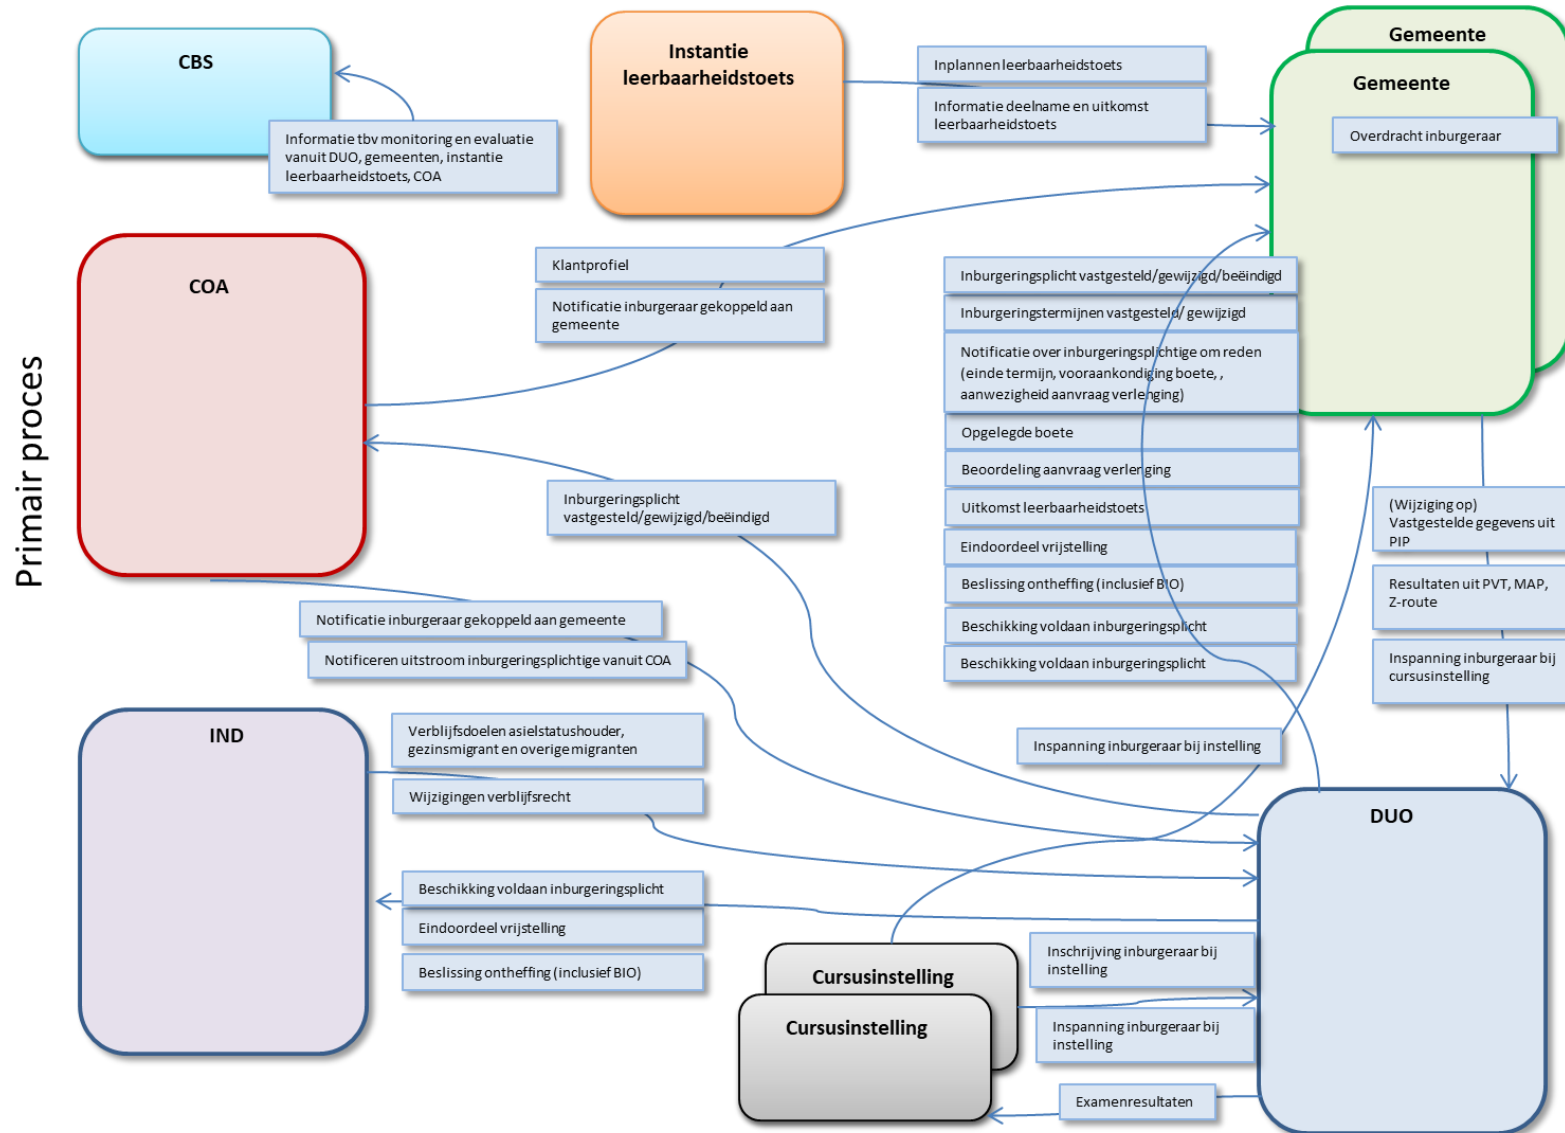 Primair proces
CBS
Informatie tbv monitoring en evaluatie
vanuit DUO, gemeenten, instantie
leerbaarheidstoets, COA
Instantie
leerbaarheidstoets
Inplannen leerbaarheidstoets
Informatie deelname en uitkomst
leerbaarheidstoets
Gemeente
Gemeente
Overdracht inburgeraar
COA
Klantprofiel
Notificatie inburgeraar gekoppeld aan
gemeente
Inburgeringsplicht
vastgesteld/gewijzigd/beëindigd
Inburgeringsplicht vastgesteld/gewijzigd/beëindigd
Inburgeringstermijnen vastgesteld/ gewijzigd
Notificatie over inburgeringsplichtige om reden
(einde termijn, vooraankondiging boete, ,
aanwezigheid aanvraag verlenging)
Opgelegde boete
Beoordeling aanvraag verlenging
Uitkomst leerbaarheidstoets
Eindoordeel vrijstelling
Beslissing ontheffing (inclusief BIO)
Beschikking voldaan inburgeringsplicht
Beschikking voldaan inburgeringsplicht
(Wijziging op)
Vastgestelde gegevens uit
PIP
Resultaten uit PVT, MAP,
Z-route
Inspanning inburgeraar bij
cursusinstelling
Notificatie inburgeraar gekoppeld aan gemeente
Notificeren uitstroom inburgeringsplichtige vanuit COA
IND
Verblijfsdoelen asielstatushouder,
gezinsmigrant en overige migranten
Wijzigingen verblijfsrecht
Inspanning inburgeraar bij instelling
DUO
Beschikking voldaan inburgeringsplicht
Eindoordeel vrijstelling
Beslissing ontheffing (inclusief BIO)
Cursusinstelling
Cursusinstelling
Inschrijving inburgeraar bij
instelling
Inspanning inburgeraar bij
instelling
Examenresultaten